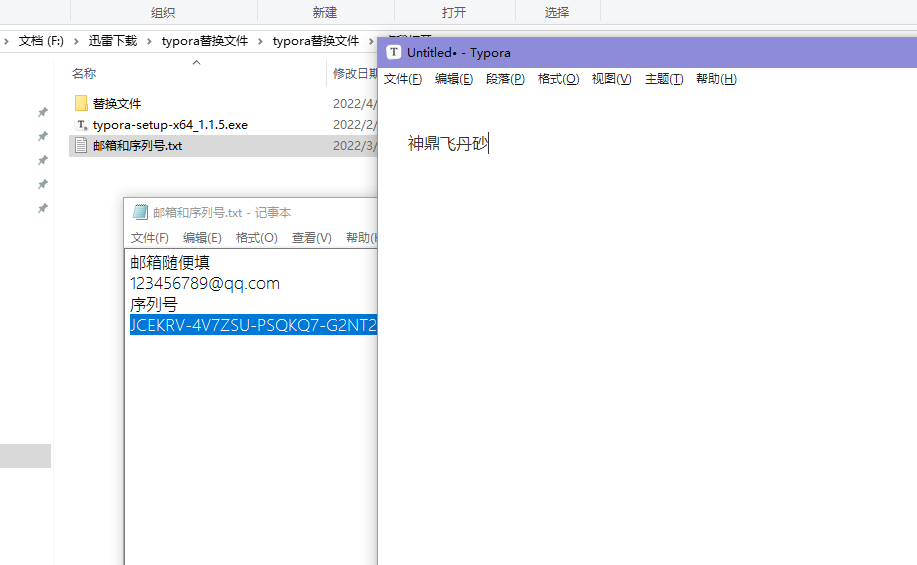 组织 新建 打开 选择
文档 (F:) 迅雷下载 typora替换文件 typora替换文件
名称 修改日期
替换文件 2022/4/
typora-setup-x64_1.1.5.exe 2022/2/
邮箱和序列号.txt 2022/3/
邮箱和序列号.txt - 记事本
文件(F) 编辑(E) 格式(O) 查看(V) 帮助(H
邮箱随便填
123456789@qq.com
序列号
JCEKRV-4V7ZSU-PSQKQ7-G2NT2
Untitled• - Typora
文件(F) 编辑(E) 段落(P) 格式(O) 视图(V) 主题(T) 帮助(H)
神鼎飞丹砂